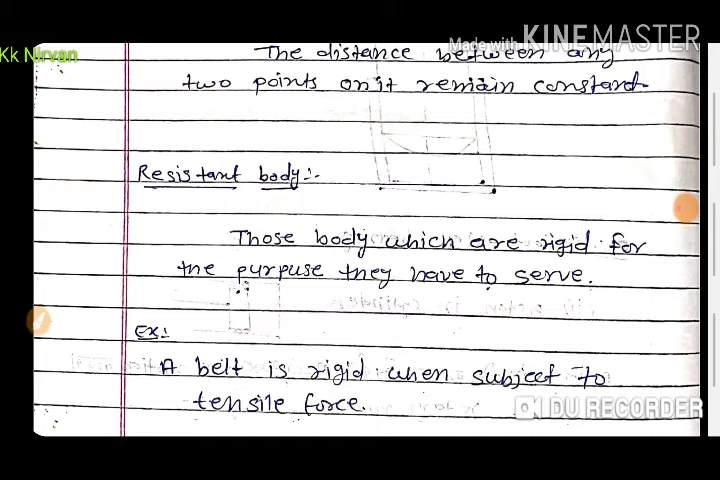 Made with KINEMASTER
Kk Nirvan
The distance between any
two points on it remain constant
Resistant body:-
Those body which are rigid for
the purpuse they have to serve.
Ex:
A belt is rigid when subject to
tensile force.
DU RECORDER